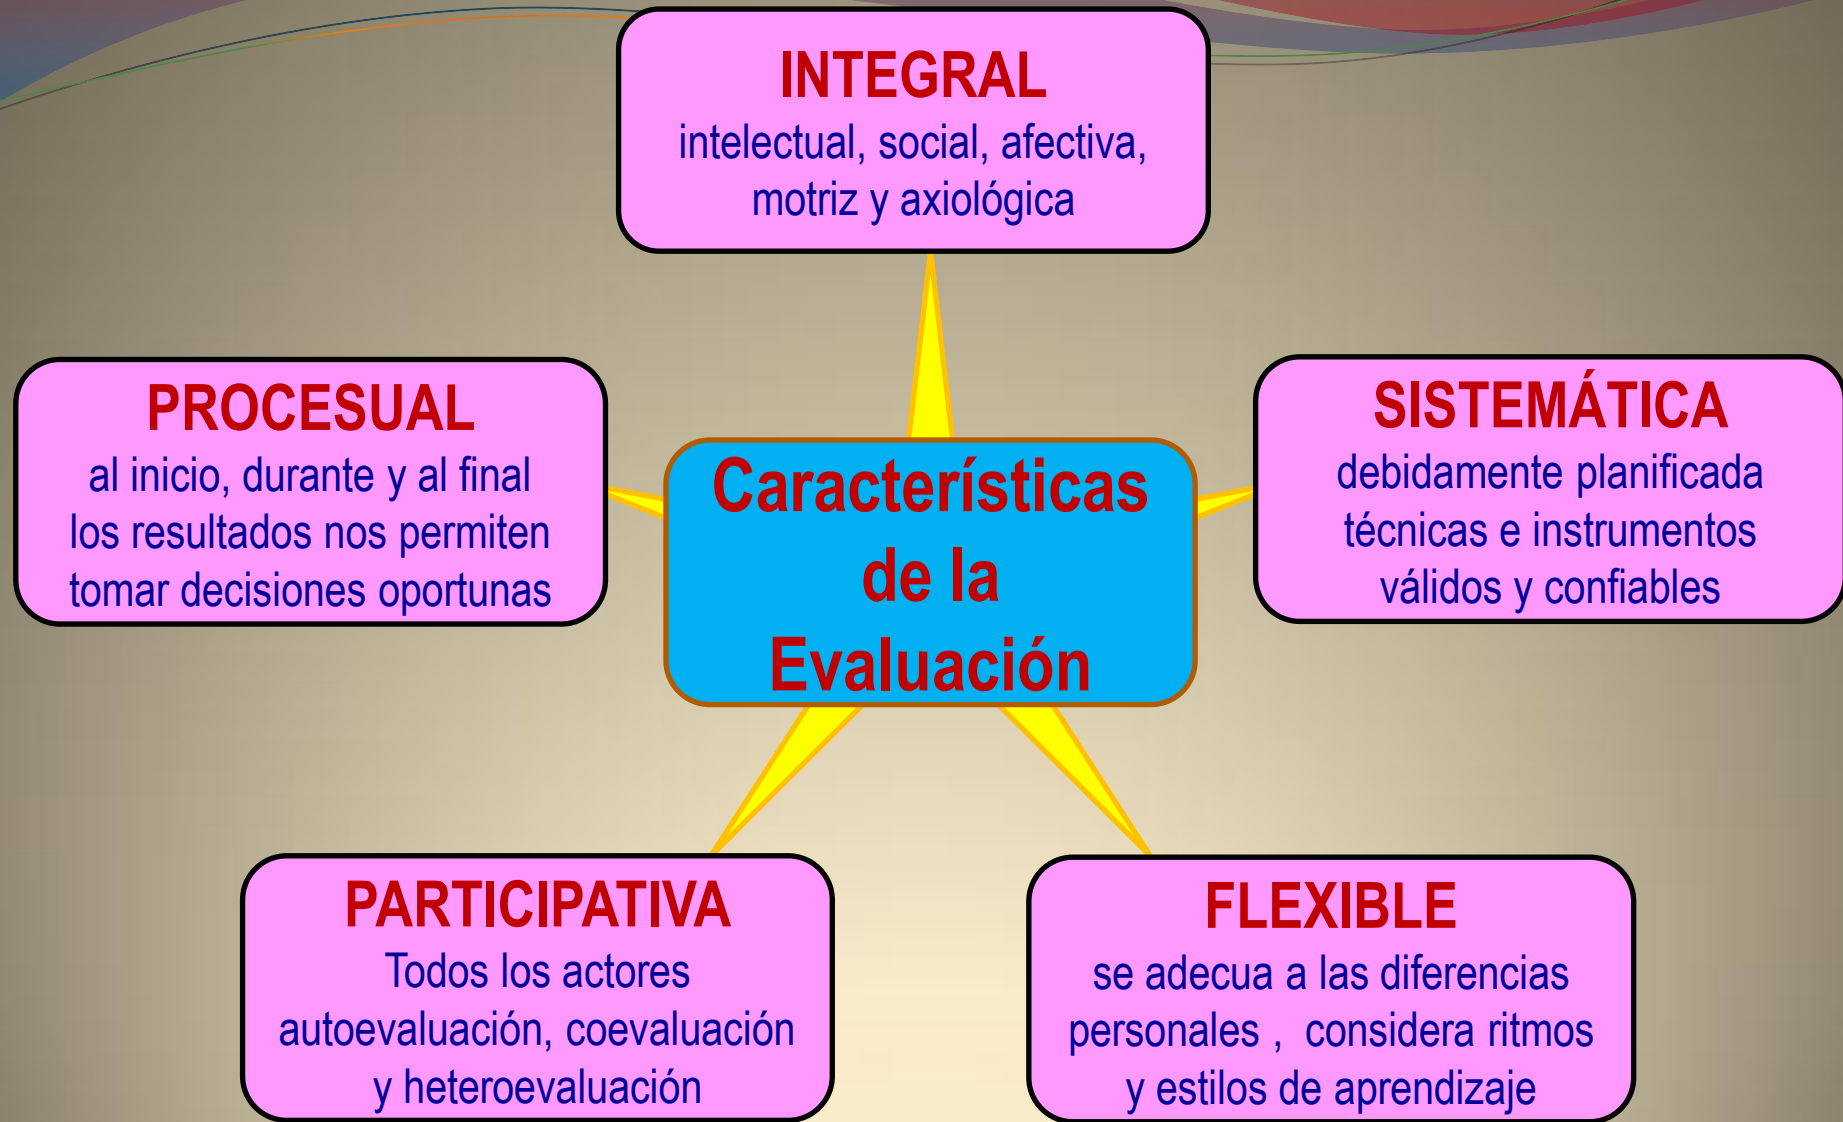 INTEGRAL
intelectual, social, afectiva,
motriz y axiológica
PROCESUAL
al inicio, durante y al final
los resultados nos permiten
tomar decisiones oportunas
Características
de la
Evaluación
SISTEMÁTICA
debidamente planificada
técnicas e instrumentos
válidos y confiables
PARTICIPATIVA
Todos los actores
autoevaluación, coevaluación
y heteroevaluación
FLEXIBLE
se adecua a las diferencias
personales , considera ritmos
y estilos de aprendizaje